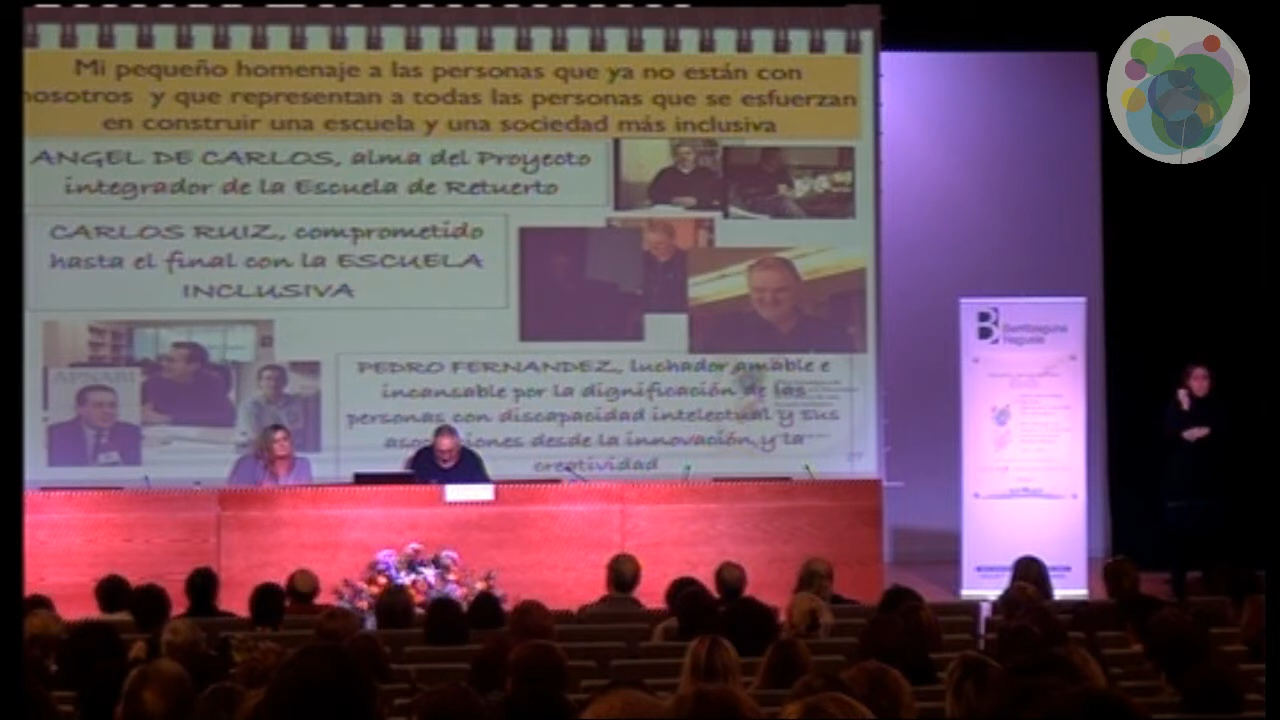 Mi pequeño homenaje a las personas que ya no están con
nosotros y que representan a todas las personas que se esfuerzan
en construir una escuela y una sociedad más inclusiva
ANGEL DE CARLOS, alma del Proyecto
integrador de la Escuela de Retuerto
CARLOS RUIZ, comprometido
hasta el final con la ESCUELA
INCLUSIVA
PEDRO FERNANDEZ, luchador amable e
incansable por la dignificación de las
personas con discapacidad intelectual y sus
asociaciones desde la innovación y la
creatividad
B
Berritzegune
Nagusia